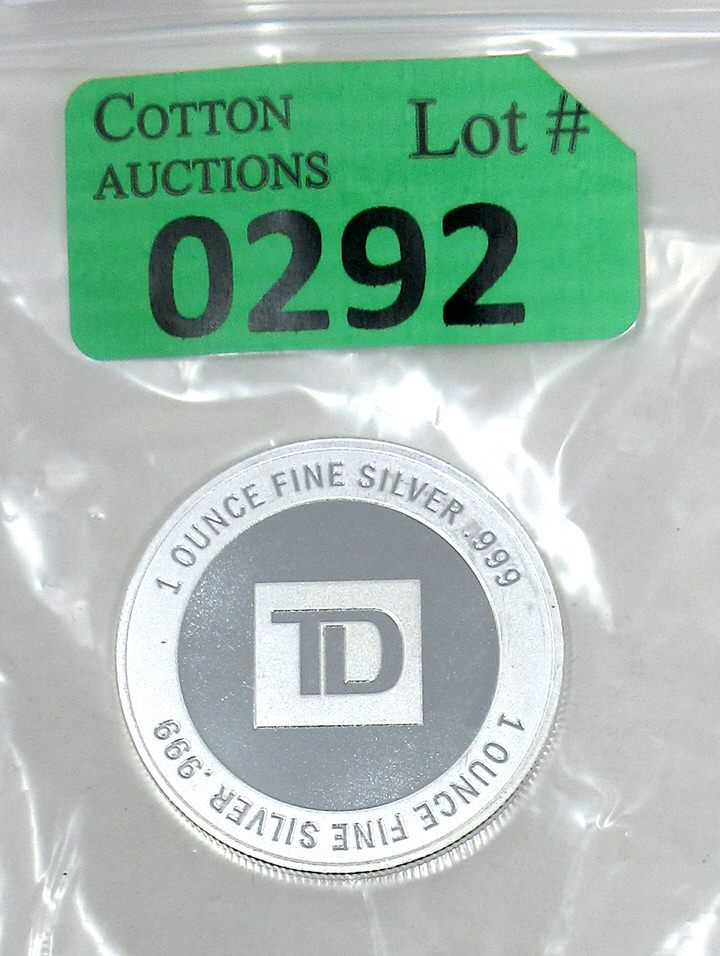 COTTON
AUCTIONS
Lot #
0292
1 OUNCE FINE SILVER .999
TD
1 OUNCE FINE SILVER .999